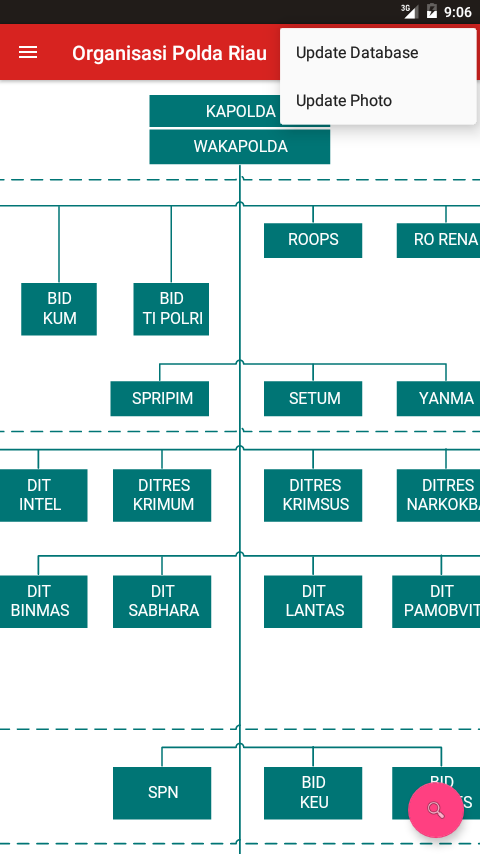 3G
9:06
Organisasi Polda Riau
Update Database
Update Photo
KAPOLDA
WAKAPOLDA
ROOPS
RO RENA
BID
KUM
BID
TI POLRI
SPRIPIM
SETUM
YANMA
DIT
INTEL
DITRES
KRIMUM
DITRES
KRIMSUS
DITRES
NARKOKBA
DIT
BINMAS
DIT
SABHARA
DIT
LANTAS
DIT
PAMOBVIT
SPN
BID
KEU
BID